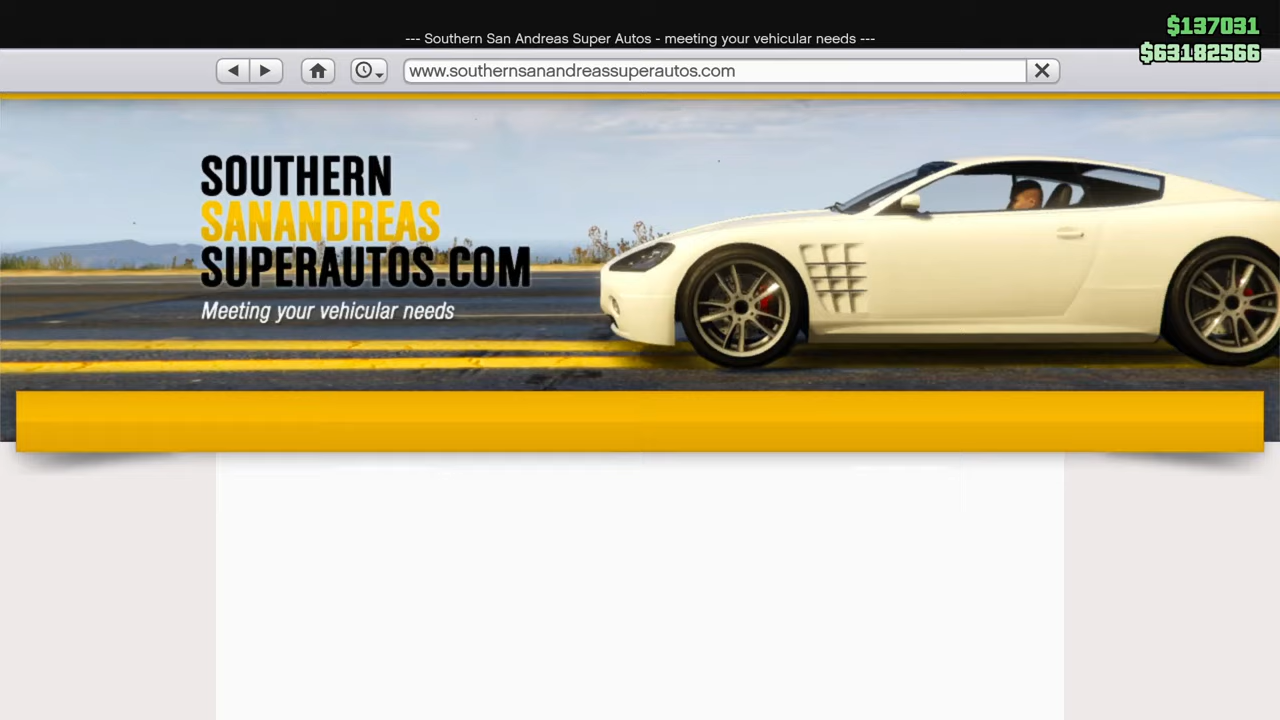 --- Southern San Andreas Super Autos - meeting your vehicular needs ---
$137031
$63182566
www.southernsanandreassuperautos.com
SOUTHERN
SANANDREAS
SUPERAUTOS.COM
Meeting your vehicular needs